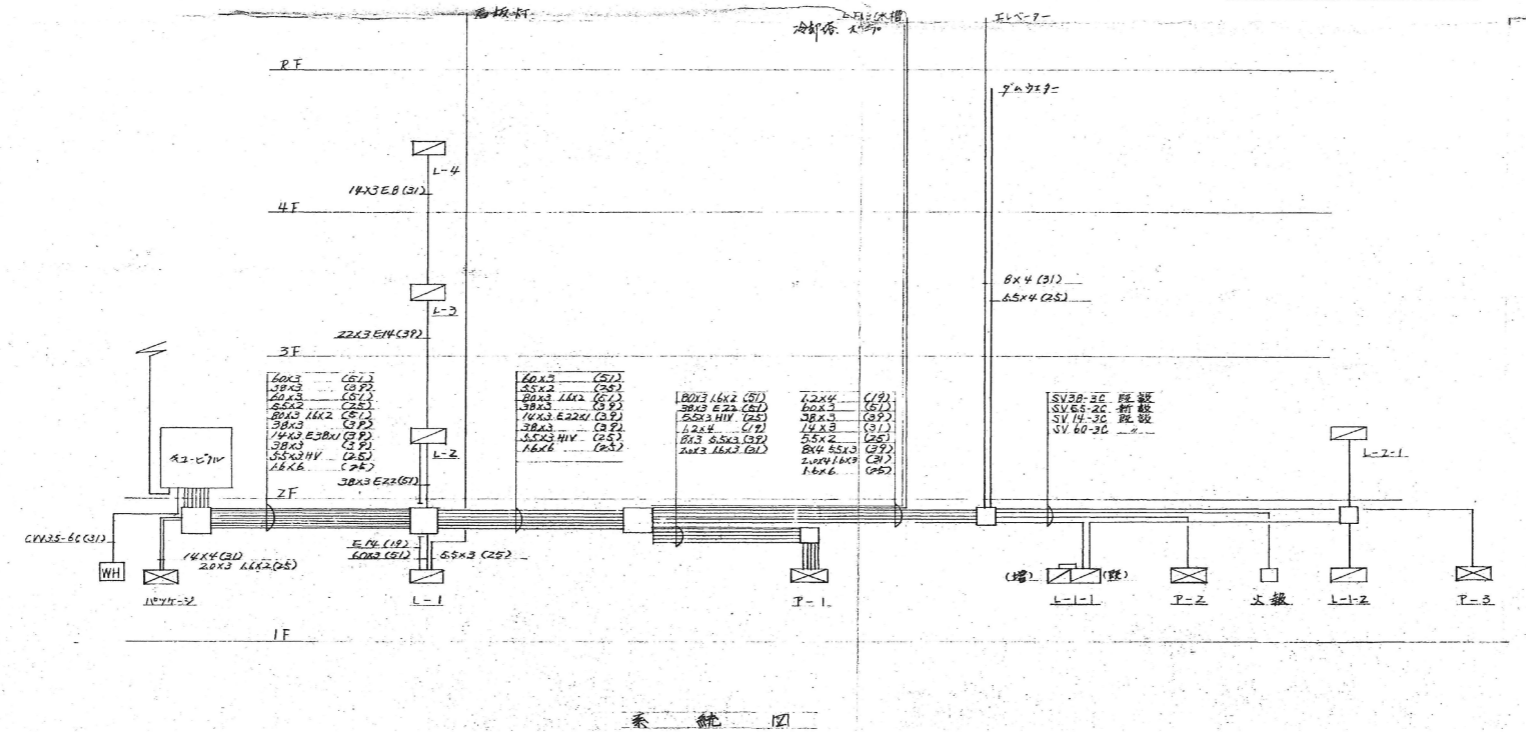 看板灯
冷却塔
エレベーター
RF
ダムウエター
L-4
14X3 E8 (31)
4F
8X4 (31)
5.5X4 (25)
L-3
22X3 E14 (39)
3F
60X3 (51)
38X3 (39)
60X3 (51)
5.5X2 (25)
80X3 1.6X2 (51)
38X3 (39)
14X3 E38X1 (39)
38X3 (39)
5.5X3 HIV (25)
1.6X6 (25)
60X3 (51)
5.5X2 (25)
80X3 1.6X2 (51)
38X3 (39)
14X3 E22X1 (39)
38X3 (39)
5.5X3 HIV (25)
1.6X6 (25)
80X3 1.6X2 (51)
38X3 E22 (51)
5.5X3 HIV (25)
1.2X4 (19)
8X3 5.5X3 (39)
2.0X3 1.6X3 (31)
1.2X4 (19)
60X3 (51)
38X3 (39)
14X3 (31)
5.5X2 (25)
8X4 5.5X3 (39)
2.0X4 1.6X3 (31)
1.6X6 (25)
SV38-3C 既設
SV5.5-2C 新設
SV14-3C 既設
SV60-3C 〃
キュービクル
L-2
38X3 E22 (51)
L-2-1
2F
CVV3.5-6C (31)
WH
14X4 (31)
2.0X3 1.6X2 (25)
E14 (19)
60X3 (51)
5.5X3 (25)
(増)
(既)
パッケージ
L-1
P-1
L-1-1
P-2
火報
L-1-2
P-3
1F
系統図